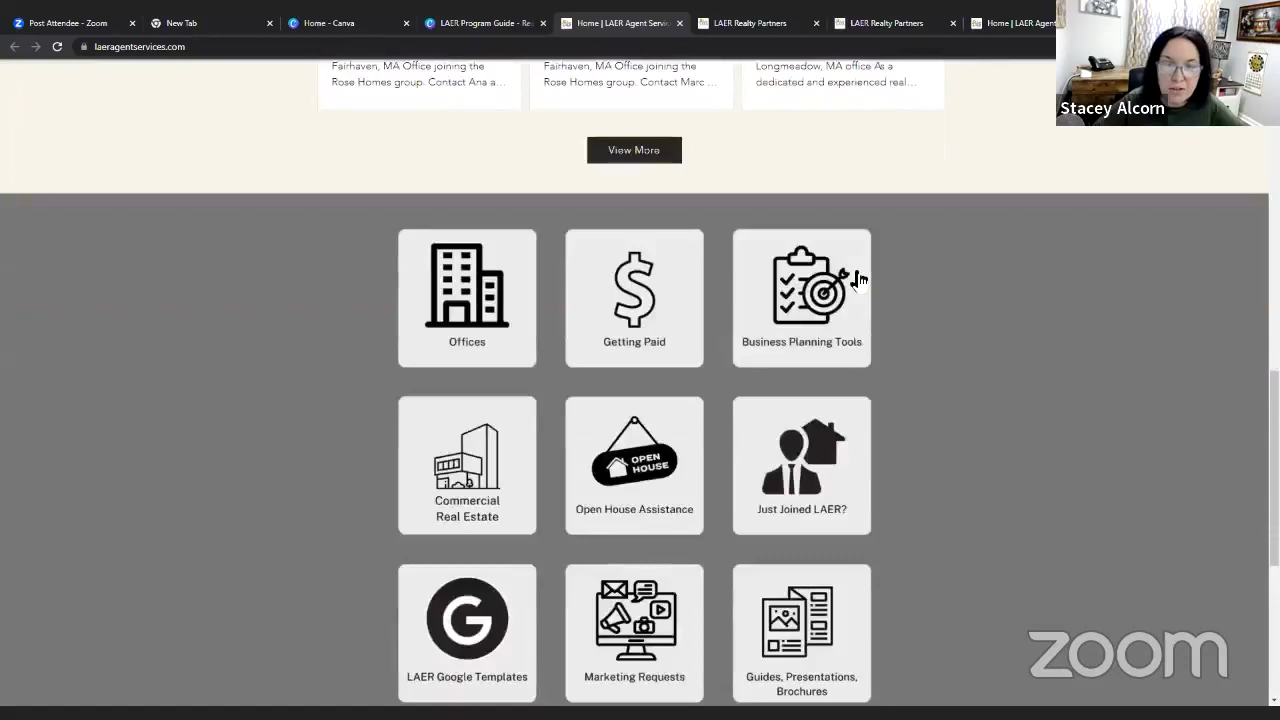 Post Attendee - Zoom
New Tab
Home - Canva
LAER Program Guide - Re
Home | LAER Agent Servic
LAER Realty Partners
LAER Realty Partners
Home | LAER Agent
laeragentservices.com
Stacey Alcorn
Fairhaven, MA Office joining the
Rose Homes group. Contact Ana a...
Fairhaven, MA Office joining the
Rose Homes group. Contact Marc ...
Longmeadow, MA office As a
dedicated and experienced real...
View More
Offices
Getting Paid
Business Planning Tools
Commercial
Real Estate
OPEN
HOUSE
Open House Assistance
Just Joined LAER?
G
LAER Google Templates
Marketing Requests
Guides, Presentations,
Brochures
zoom